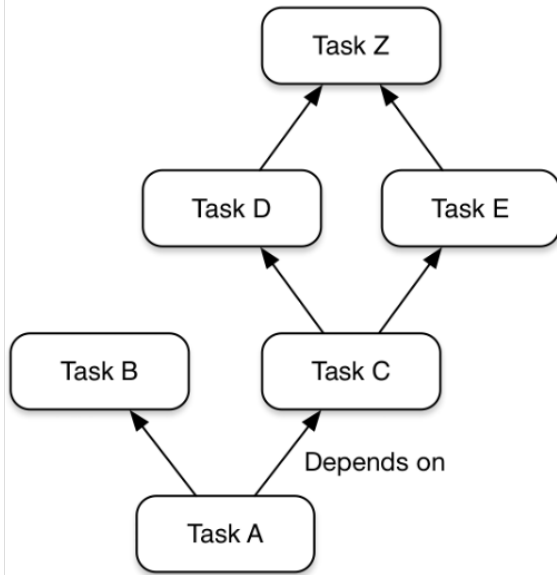 Task Z
Task D
Task E
Task B
Task C
Depends on
Task A